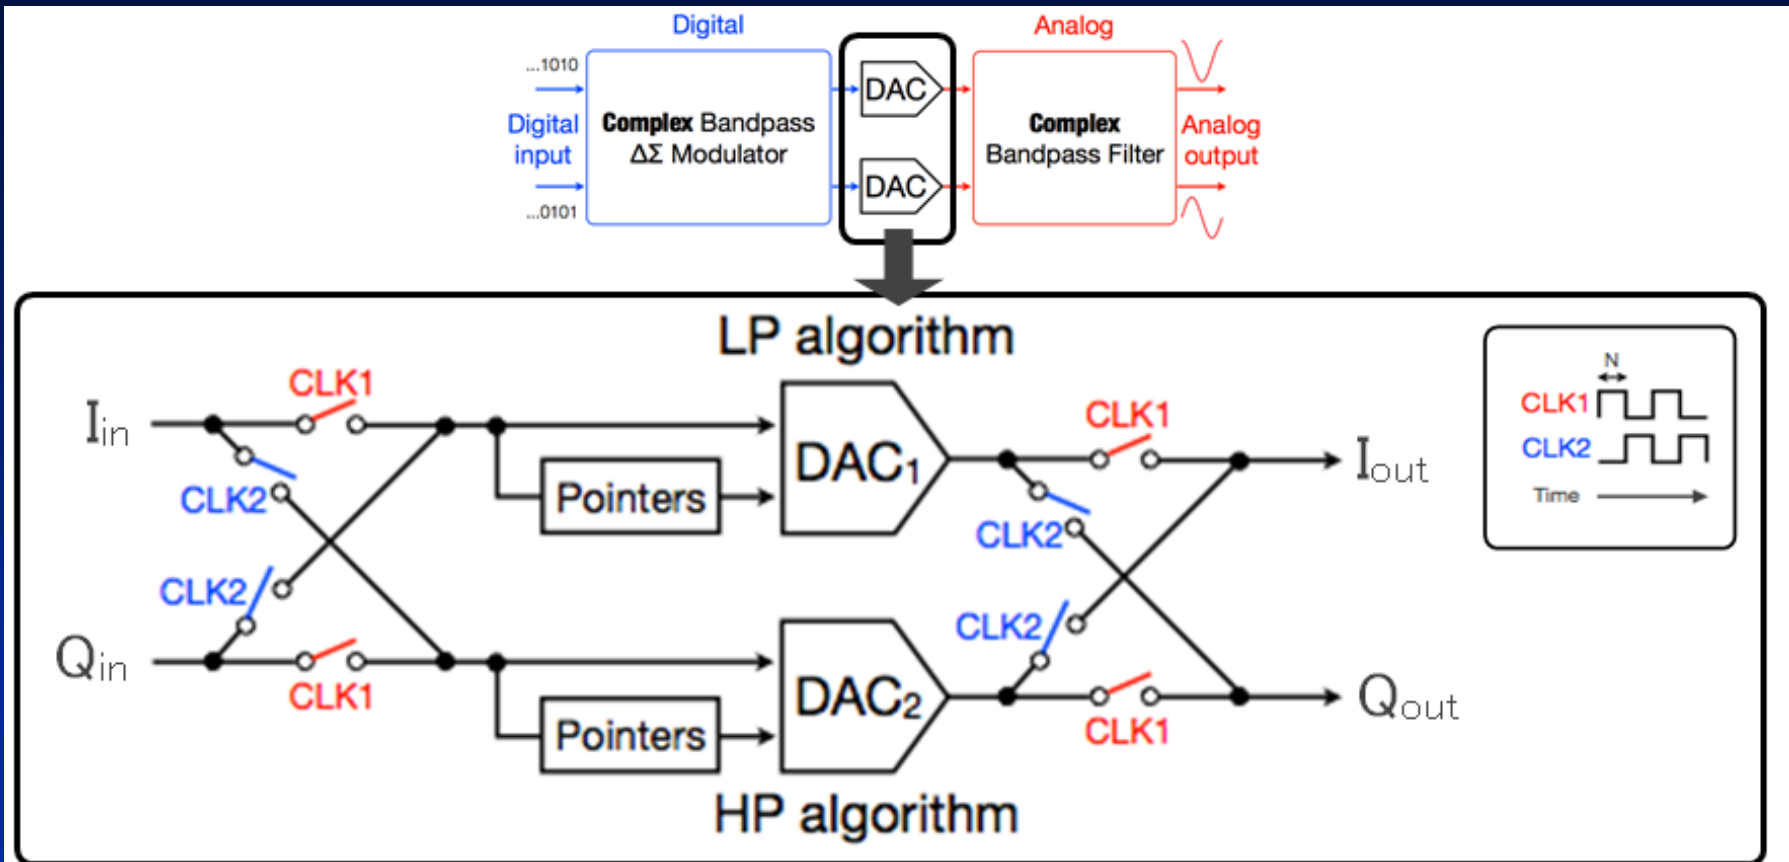 Digital
Analog
...1010
DAC
Digital
input
Complex Bandpass
ΔΣ Modulator
Complex
Bandpass Filter
Analog
output
DAC
...0101
LP algorithm
N
CLK1
CLK2
Time
Iin
CLK1
CLK2
Pointers
DAC1
CLK1
CLK2
Iout
Qin
CLK2
CLK1
Pointers
DAC2
CLK2
CLK1
Qout
HP algorithm